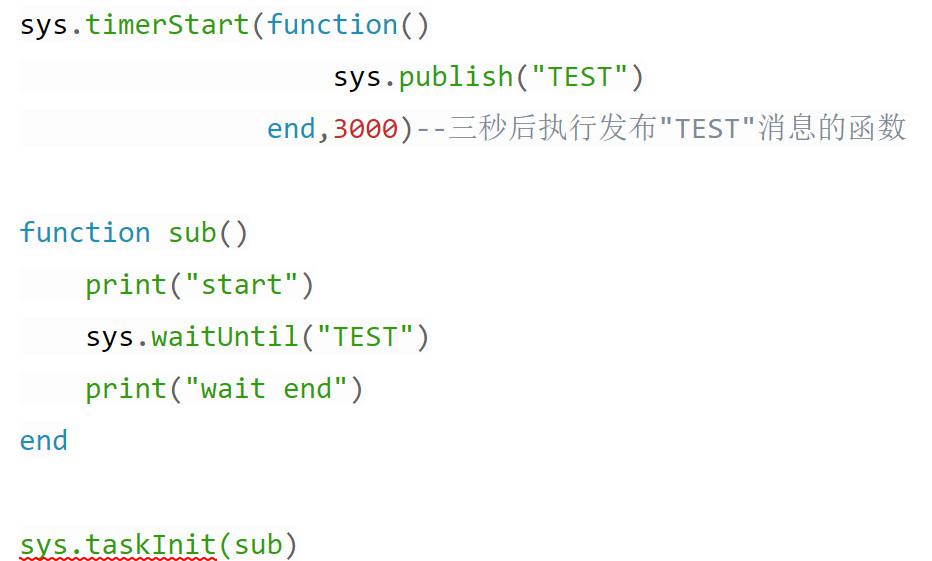 sys.timerStart(function()
sys.publish("TEST")
end,3000)--三秒后执行发布"TEST"消息的函数
function sub()
print("start")
sys.waitUntil("TEST")
print("wait end")
end
sys.taskInit(sub)